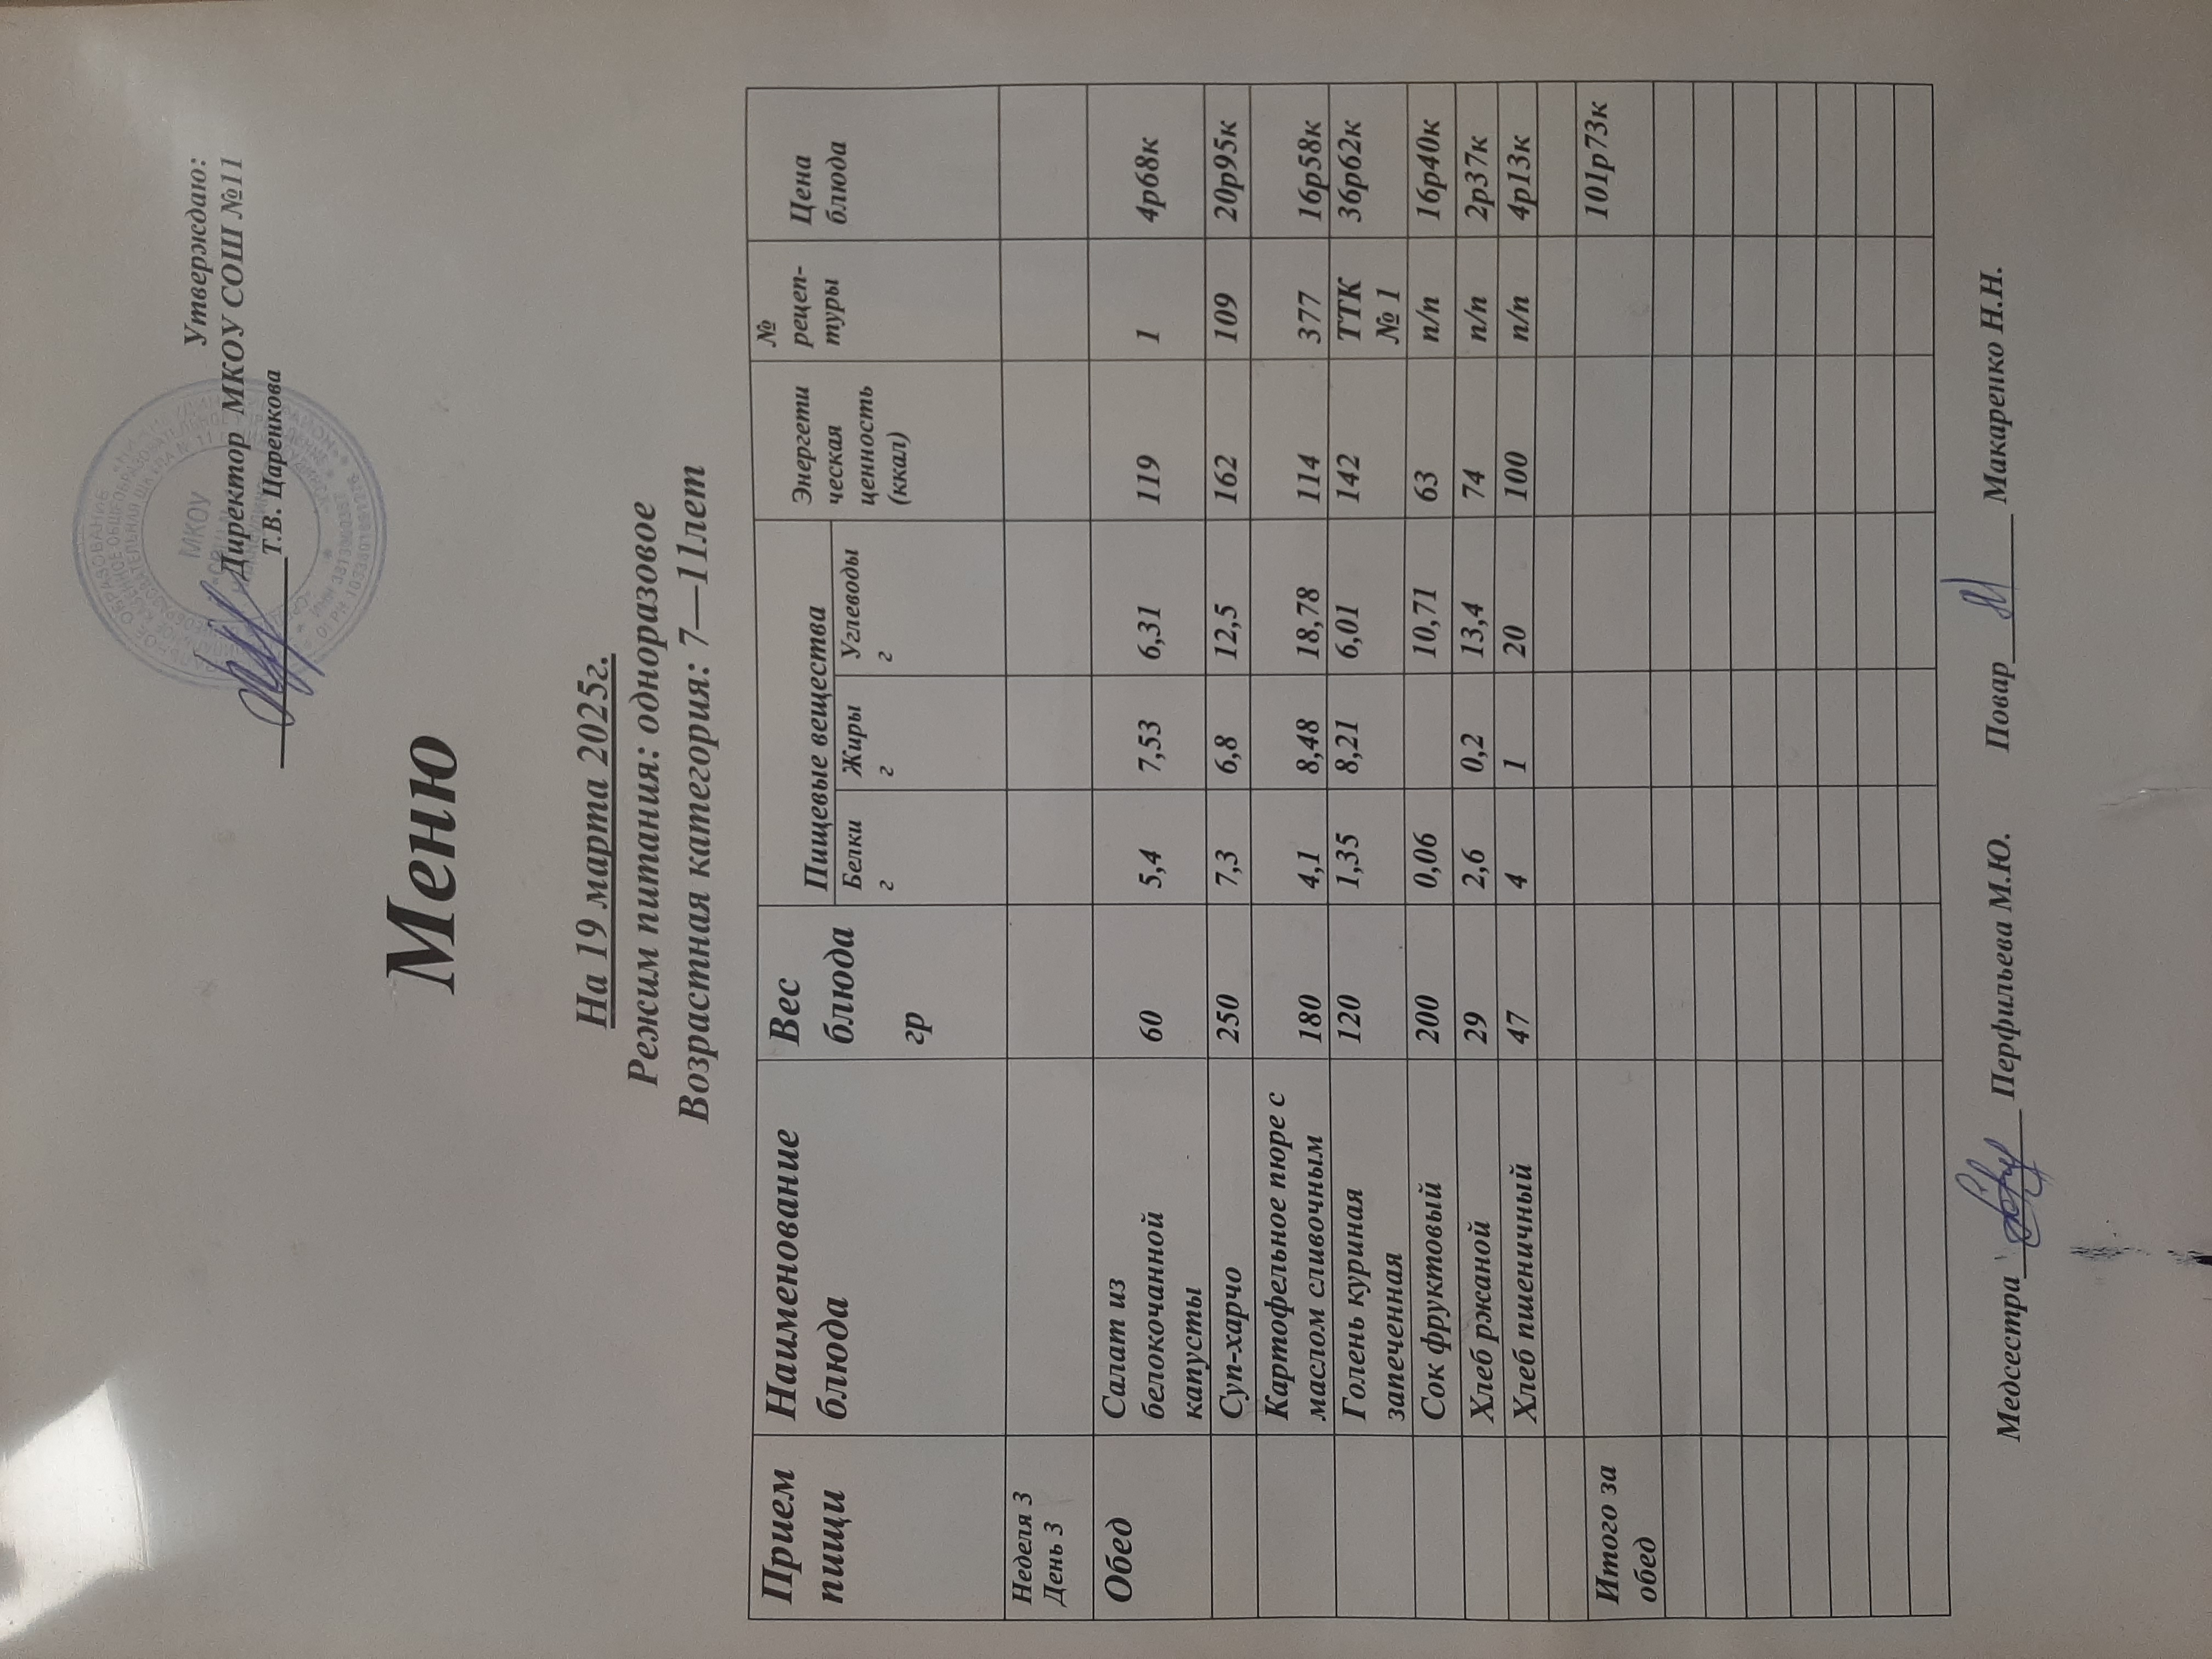 Утверждаю:
Директор МКОУ СОШ №11
Т.В. Царенкова
МКОУ
Меню
На 19 марта 2025г.
Режим питания: одноразовое
Возрастная категория: 7—11лет
Прием пищи | Наименование блюда | Вес блюда гр | Пищевые вещества | Энергети ческая ценность (ккал) | № рецеп-туры | Цена блюда
Белки г | Жиры г | Углеводы г
Неделя 3 День 3
Обед | Салат из белокочанной капусты | 60 | 5,4 | 7,53 | 6,31 | 119 | 1 | 4р68к
Суп-харчо | 250 | 7,3 | 6,8 | 12,5 | 162 | 109 | 20р95к
Картофельное пюре с маслом сливочным | 180 | 4,1 | 8,48 | 18,78 | 114 | 377 | 16р58к
Голень куриная запеченная | 120 | 1,35 | 8,21 | 6,01 | 142 | ТТК № 1 | 36р62к
Сок фруктовый | 200 | 0,06 | 10,71 | 63 | п/п | 16р40к
Хлеб ржаной | 29 | 2,6 | 0,2 | 13,4 | 74 | п/п | 2р37к
Хлеб пшеничный | 47 | 4 | 1 | 20 | 100 | п/п | 4р13к
Итого за обед | 101р73к
Медсестра Перфильева М.Ю. Повар Макаренко Н.Н.